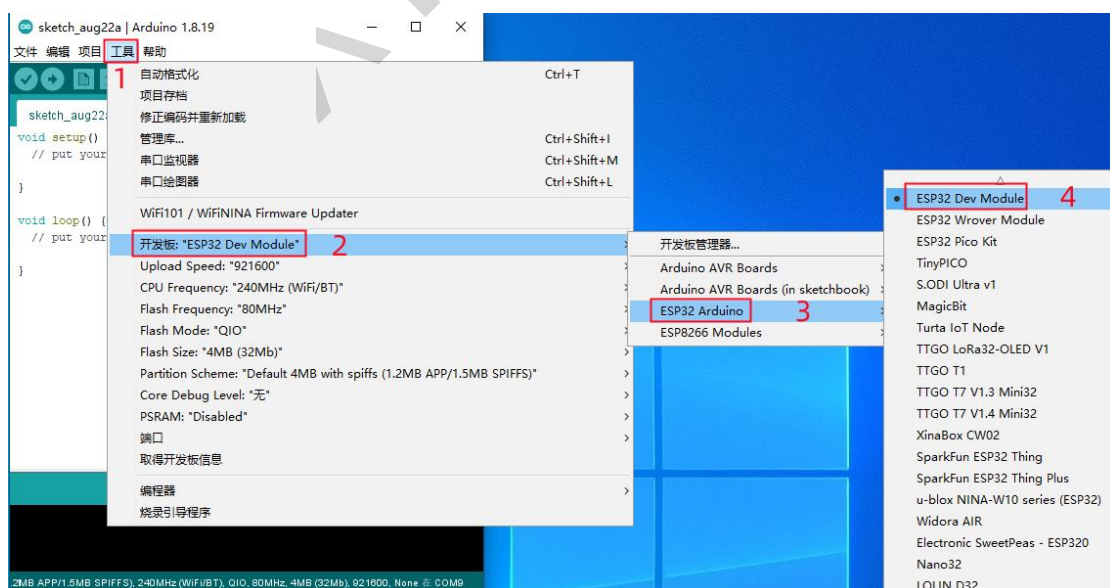 sketch_aug22a | Arduino 1.8.19
文件 编辑 项目 工具 帮助
1
sketch_aug22a
void setup()
// put your
}
void loop() {
// put your
}
自动格式化 Ctrl+T
项目存档
修正编码并重新加载
管理库... Ctrl+Shift+I
串口监视器 Ctrl+Shift+M
串口绘图器 Ctrl+Shift+L
WiFi101 / WiFiNINA Firmware Updater
开发板: "ESP32 Dev Module" 2
Upload Speed: "921600"
CPU Frequency: "240MHz (WiFi/BT)"
Flash Frequency: "80MHz"
Flash Mode: "QIO"
Flash Size: "4MB (32Mb)"
Partition Scheme: "Default 4MB with spiffs (1.2MB APP/1.5MB SPIFFS)"
Core Debug Level: "无"
PSRAM: "Disabled"
端口
取得开发板信息
编程器
烧录引导程序
开发板管理器...
Arduino AVR Boards
Arduino AVR Boards (in sketchbook)
ESP32 Arduino 3
ESP8266 Modules
ESP32 Dev Module 4
ESP32 Wrover Module
ESP32 Pico Kit
TinyPICO
S.ODI Ultra v1
MagicBit
Turta IoT Node
TTGO LoRa32-OLED V1
TTGO T1
TTGO T7 V1.3 Mini32
TTGO T7 V1.4 Mini32
XinaBox CW02
SparkFun ESP32 Thing
SparkFun ESP32 Thing Plus
u-blox NINA-W10 series (ESP32)
Widora AIR
Electronic SweetPeas - ESP320
Nano32
LOLIN D32
.2MB APP/1.5MB SPIFFS), 240MHz (WiFi/BT), QIO, 80MHz, 4MB (32Mb), 921600, None 在 COM9